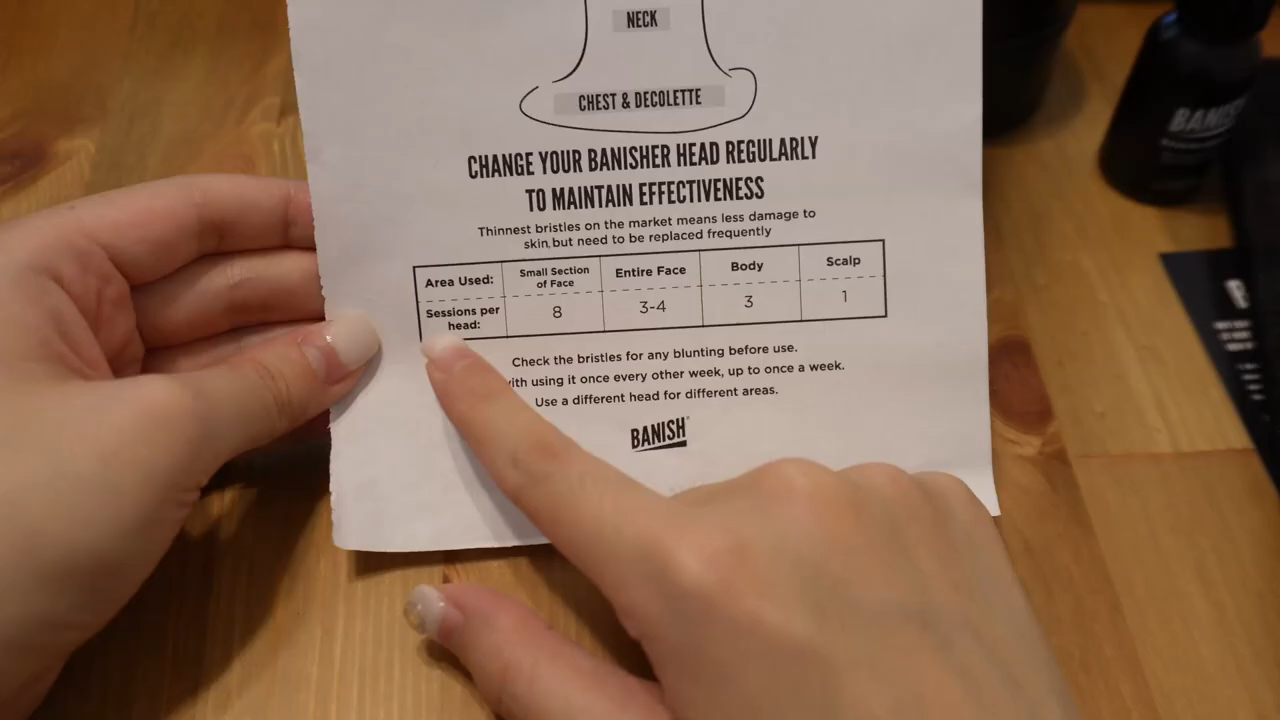 NECK
CHEST & DECOLETTE
CHANGE YOUR BANISHER HEAD REGULARLY
TO MAINTAIN EFFECTIVENESS
Thinnest bristles on the market means less damage to
skin, but need to be replaced frequently
Area Used: Small Section of Face Entire Face Body Scalp
Sessions per head: 8 3-4 3 1
Check the bristles for any blunting before use.
using it once every other week, up to once a week.
Use a different head for different areas.
BANISH®